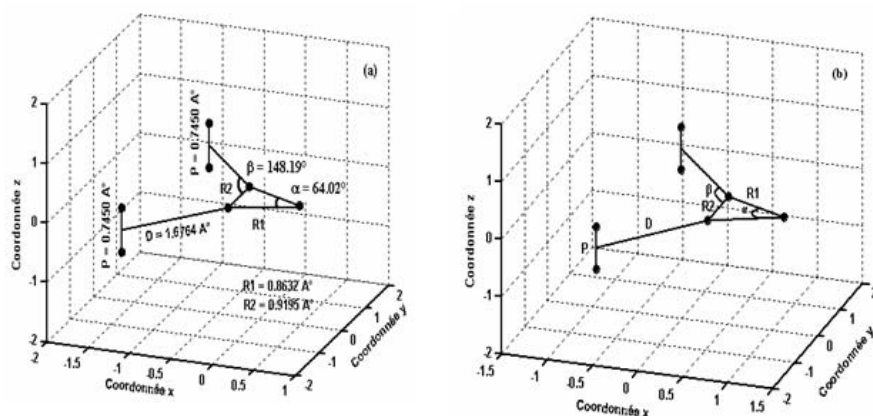 (a)
Coordonnée z
2
1
0
-1
-2
P = 0.7450 A°
β = 148.19°
R2
α = 64.02°
R1
P = 0.7450 A°
D = 1.6764 A°
R1 = 0.8632 A°
R2 = 0.9195 A°
-2
-1.5
-1
-0.5
0
0.5
1
Coordonnée x
-2
-1
0
1
2
Coordonnée y
(b)
Coordonnée z
2
1
0
-1
-2
β
R1
R2
α
D
P
-1.5
-1
-0.5
0
0.5
1
1.5
Coordonnée x
-2
-1
0
1
2
Coordonnée y